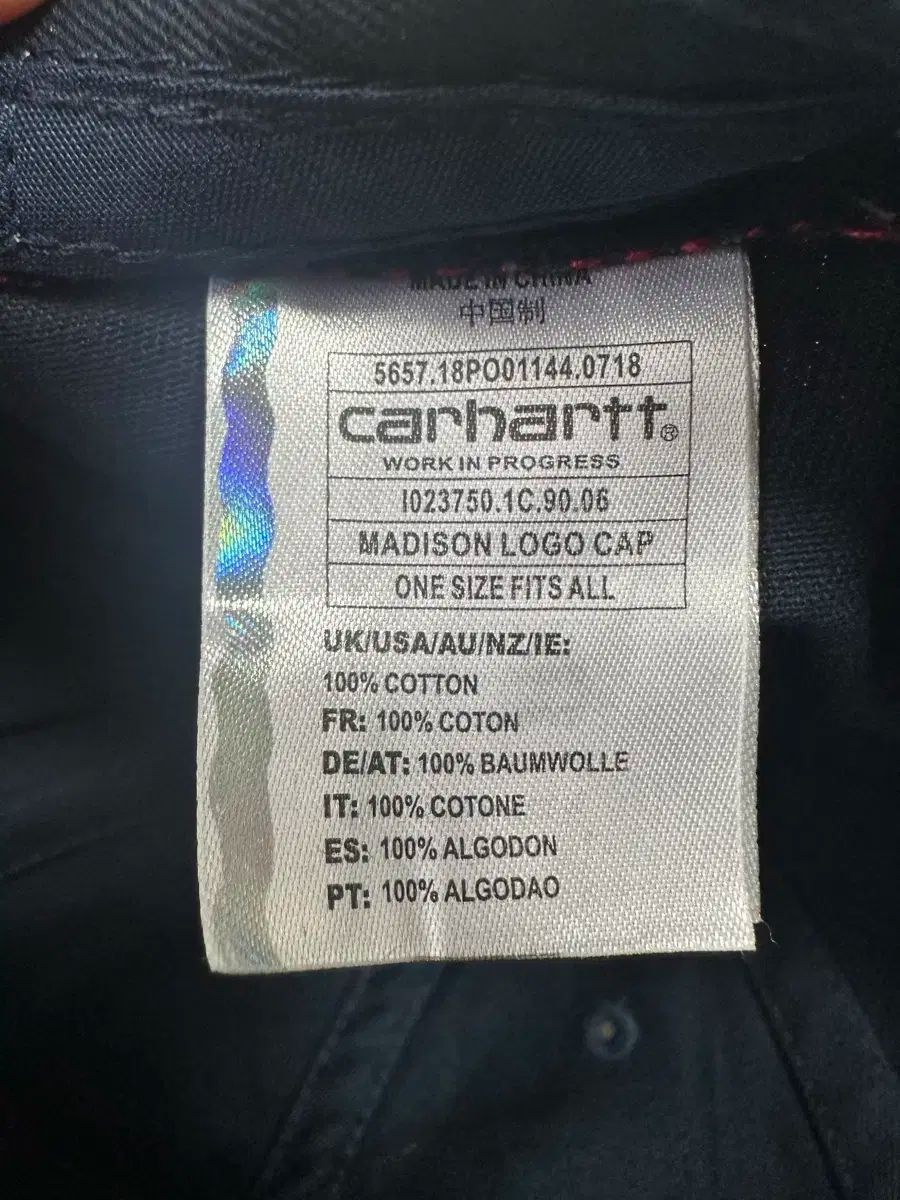 MADE IN CHINA
中国制
5657.18PO01144.0718
carhartt®
WORK IN PROGRESS
I023750.1C.90.06
MADISON LOGO CAP
ONE SIZE FITS ALL
UK/USA/AU/NZ/IE:
100% COTTON
FR: 100% COTON
DE/AT: 100% BAUMWOLLE
IT: 100% COTONE
ES: 100% ALGODON
PT: 100% ALGODAO